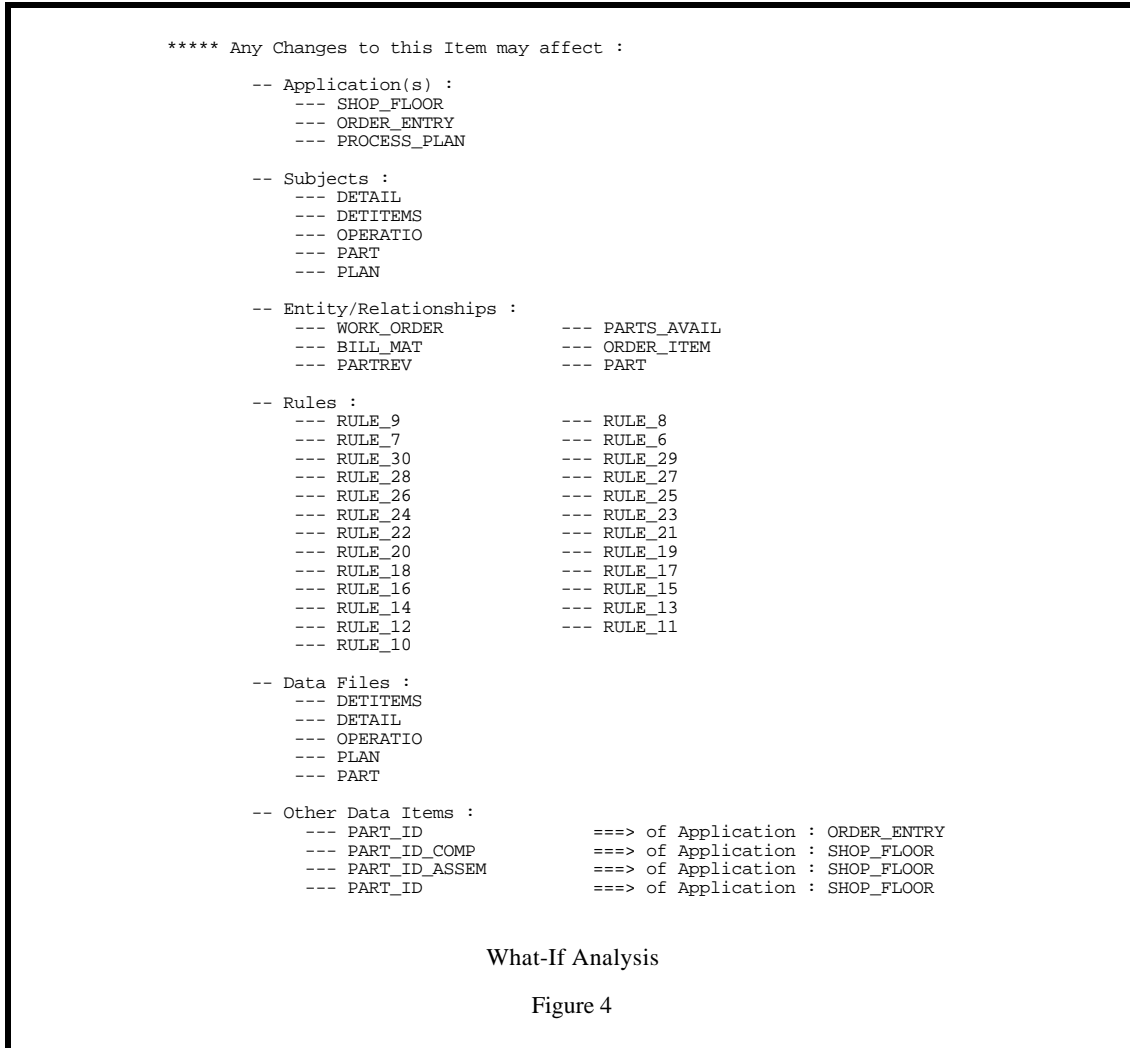 ***** Any Changes to this Item may affect :
-- Application(s) :
--- SHOP_FLOOR
--- ORDER_ENTRY
--- PROCESS_PLAN
-- Subjects :
--- DETAIL
--- DETITEMS
--- OPERATIO
--- PART
--- PLAN
-- Entity/Relationships :
--- WORK_ORDER --- PARTS_AVAIL
--- BILL_MAT --- ORDER_ITEM
--- PARTREV --- PART
-- Rules :
--- RULE_9 --- RULE_8
--- RULE_7 --- RULE_6
--- RULE_30 --- RULE_29
--- RULE_28 --- RULE_27
--- RULE_26 --- RULE_25
--- RULE_24 --- RULE_23
--- RULE_22 --- RULE_21
--- RULE_20 --- RULE_19
--- RULE_18 --- RULE_17
--- RULE_16 --- RULE_15
--- RULE_14 --- RULE_13
--- RULE_12 --- RULE_11
--- RULE_10
-- Data Files :
--- DETITEMS
--- DETAIL
--- OPERATIO
--- PLAN
--- PART
-- Other Data Items :
--- PART_ID ===> of Application : ORDER_ENTRY
--- PART_ID_COMP ===> of Application : SHOP_FLOOR
--- PART_ID_ASSEM ===> of Application : SHOP_FLOOR
--- PART_ID ===> of Application : SHOP_FLOOR
What-If Analysis
Figure 4